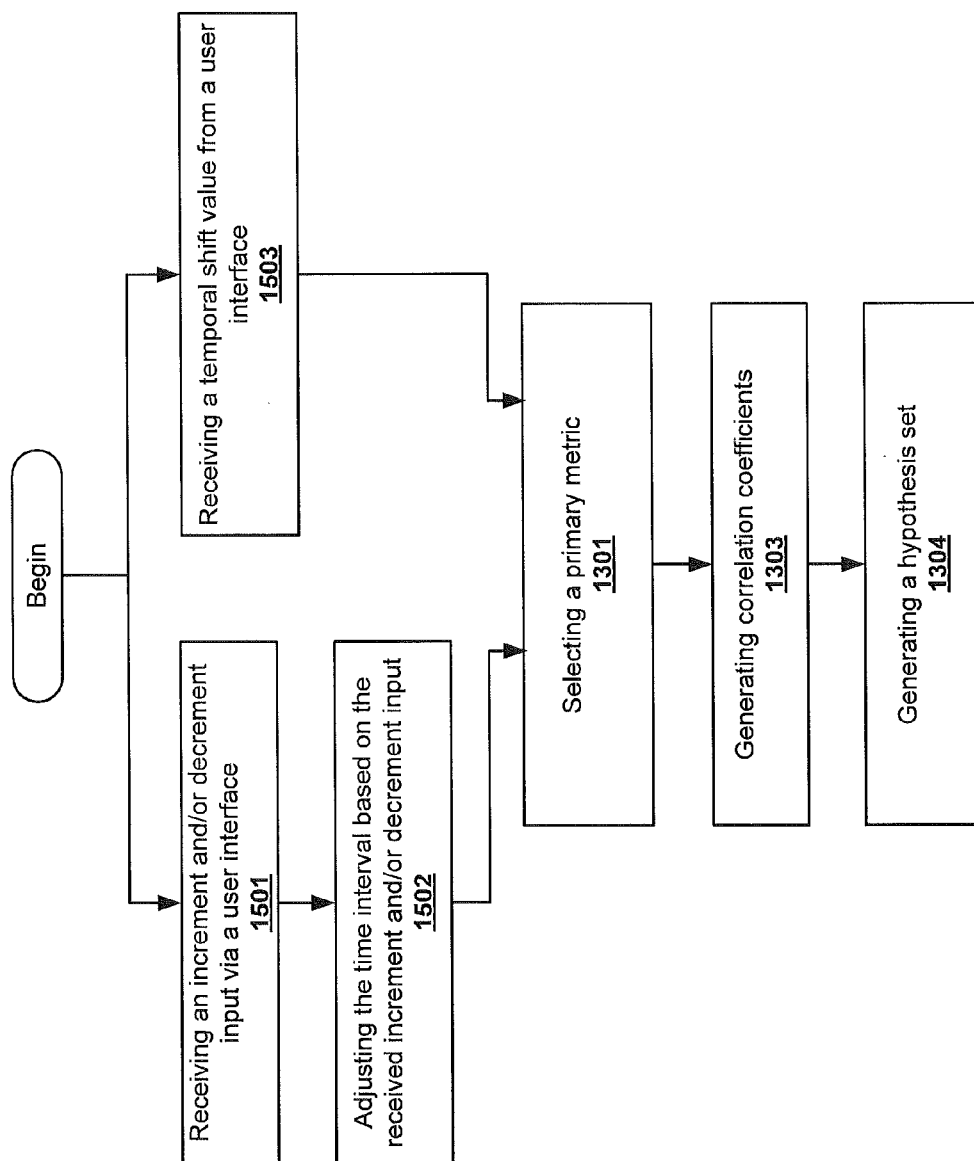 Begin
Receiving an increment and/or decrement
input via a user interface
1501
Adjusting the time interval based on the
received increment and/or decrement input
1502
Receiving a temporal shift value from a user
interface
1503
Selecting a primary metric
1301
Generating correlation coefficients
1303
Generating a hypothesis set
1304